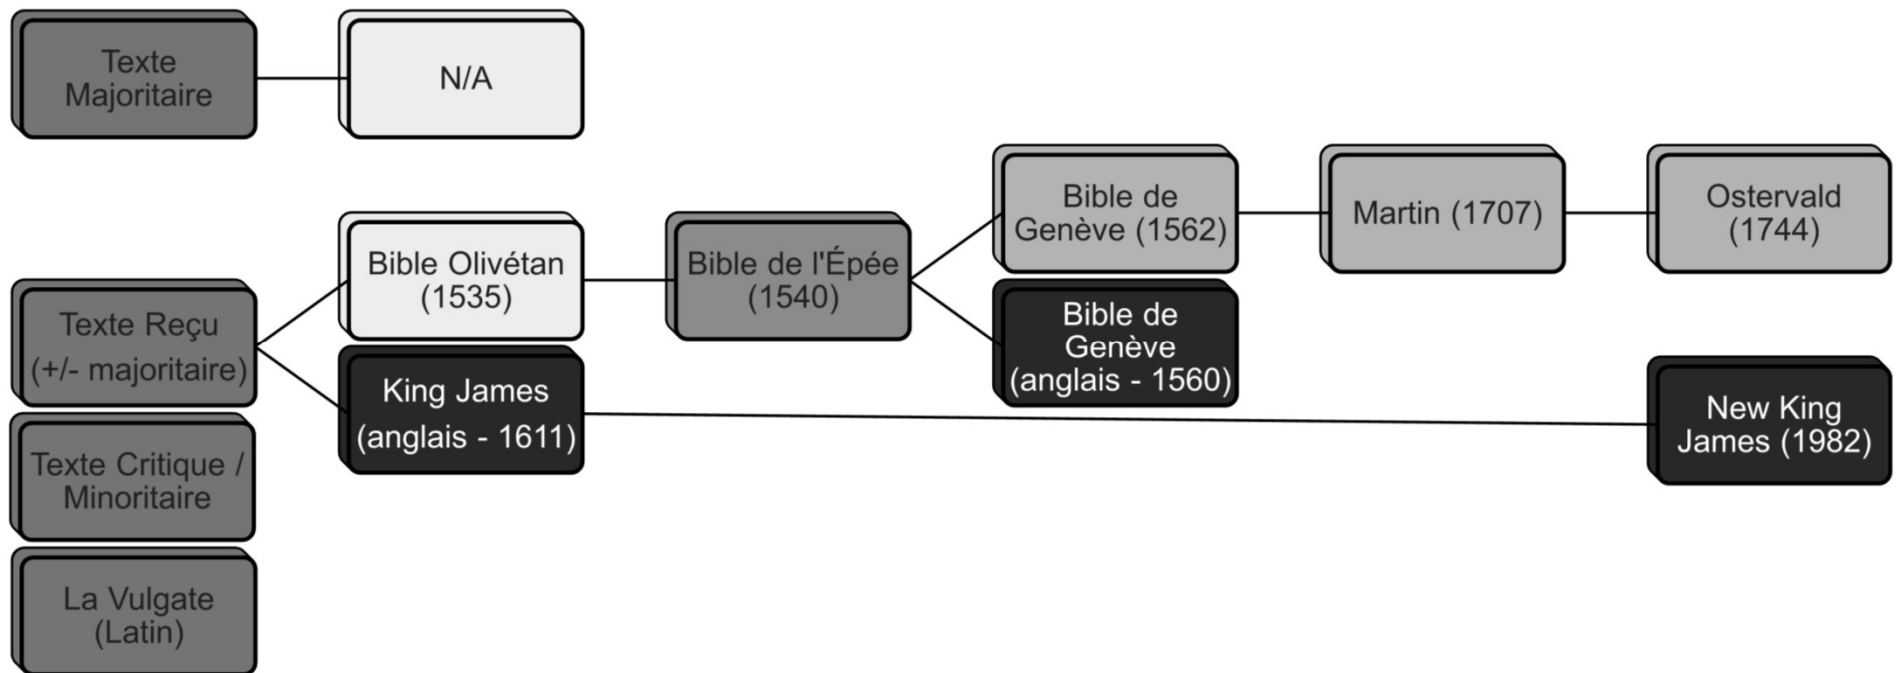 Texte
Majoritaire
N/A
Bible de
Genève (1562)
Martin (1707)
Ostervald
(1744)
Bible Olivétan
(1535)
Bible de l'Épée
(1540)
Texte Reçu
(+/- majoritaire)
Bible de
Genève
(anglais - 1560)
King James
(anglais - 1611)
New King
James (1982)
Texte Critique /
Minoritaire
La Vulgate
(Latin)